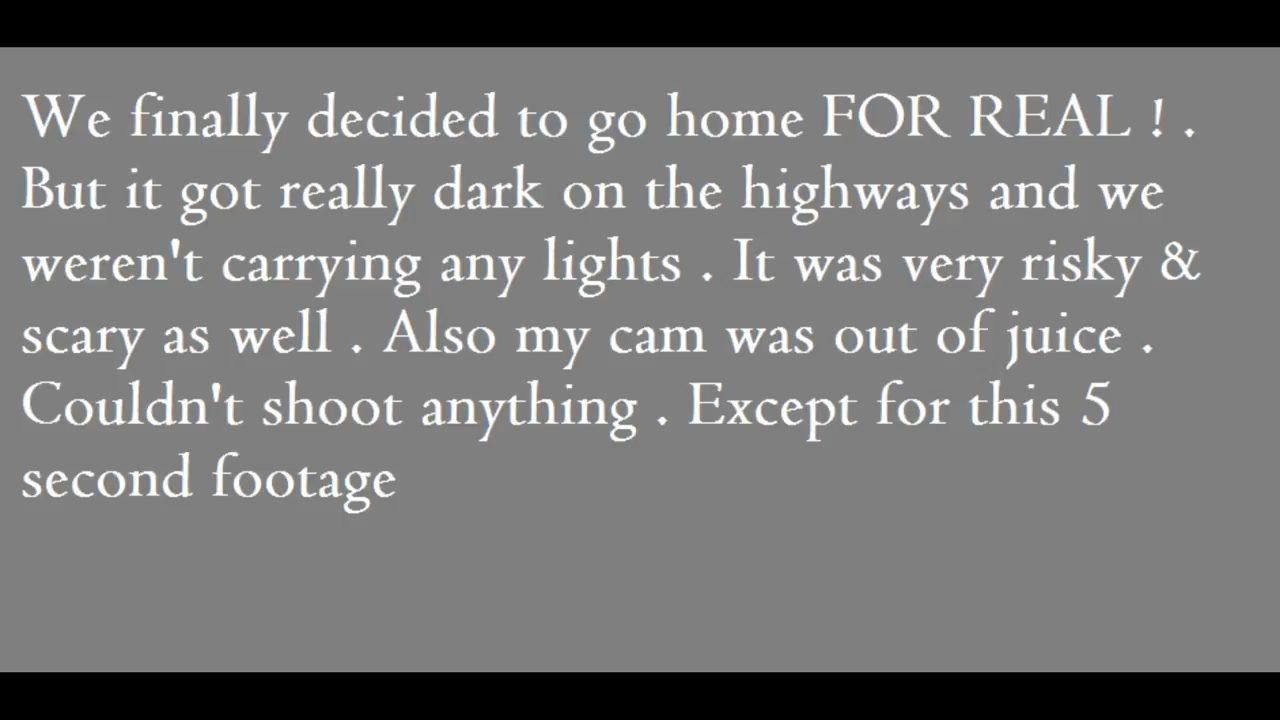 We finally decided to go home FOR REAL ! .
But it got really dark on the highways and we
weren't carrying any lights . It was very risky &
scary as well . Also my cam was out of juice .
Couldn't shoot anything . Except for this 5
second footage